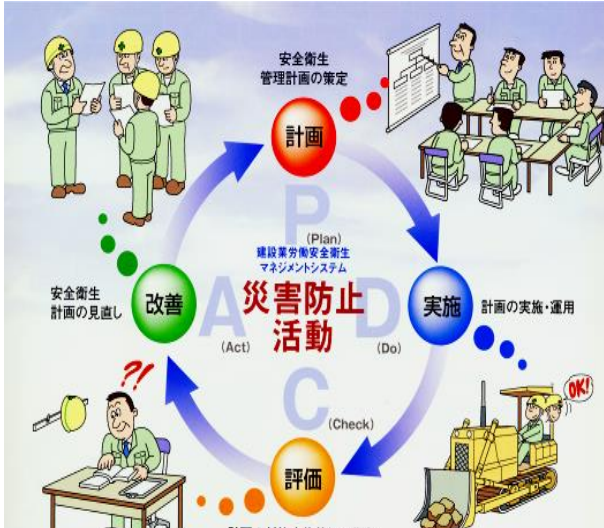 安全衛生
管理計画の策定
計画
P
(Plan)
建設業労働安全衛生
マネジメントシステム
災害防止
活動
安全衛生
計画の見直し
改善
A
(Act)
D
(Do)
実施
計画の実施・運用
?!
C
(Check)
OK!
評価